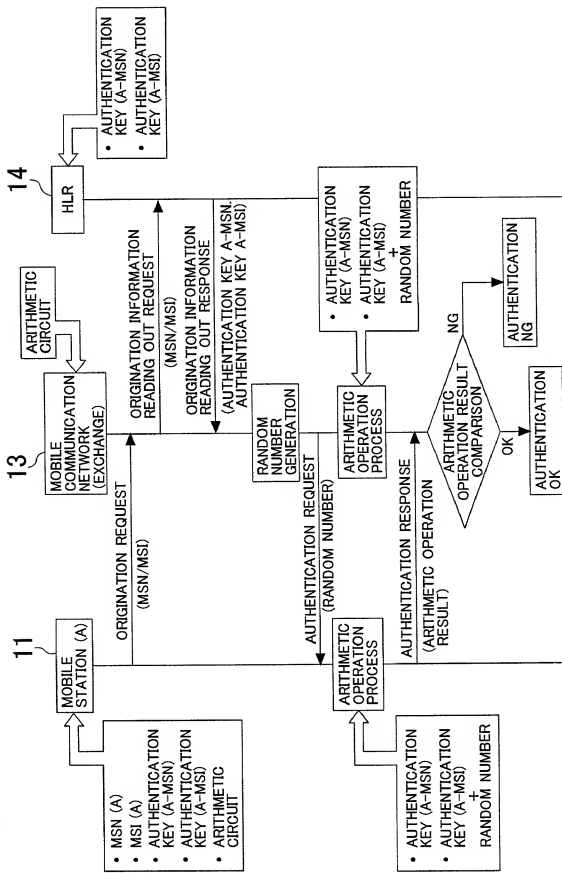 11
MOBILE
STATION (A)
• MSN (A)
• MSI (A)
• AUTHENTICATION
KEY (A-MSN)
• AUTHENTICATION
KEY (A-MSI)
• ARITHMETIC
CIRCUIT
13
MOBILE
COMMUNICATION
NETWORK
(EXCHANGE)
ARITHMETIC
CIRCUIT
14
HLR
• AUTHENTICATION
KEY (A-MSN)
• AUTHENTICATION
KEY (A-MSI)
ORIGINATION REQUEST
(MSN/MSI)
ORIGINATION INFORMATION
READING OUT REQUEST
(MSN/MSI)
ORIGINATION INFORMATION
READING OUT RESPONSE
(AUTHENTICATION KEY A-MSN.
AUTHENTICATION KEY A-MSI)
RANDOM NUMBER
GENERATION
AUTHENTICATION REQUEST
(RANDOM NUMBER)
ARITHMETIC
OPERATION
PROCESS
• AUTHENTICATION
KEY (A-MSN)
• AUTHENTICATION
KEY (A-MSI)
+
RANDOM NUMBER
ARITHMETIC
OPERATION
PROCESS
• AUTHENTICATION
KEY (A-MSN)
• AUTHENTICATION
KEY (A-MSI)
+
RANDOM NUMBER
AUTHENTICATION RESPONSE
(ARITHMETIC OPERATION
RESULT)
ARITHMETIC
OPERATION RESULT
COMPARISON
NG
OK
AUTHENTICATION
NG
AUTHENTICATION
OK